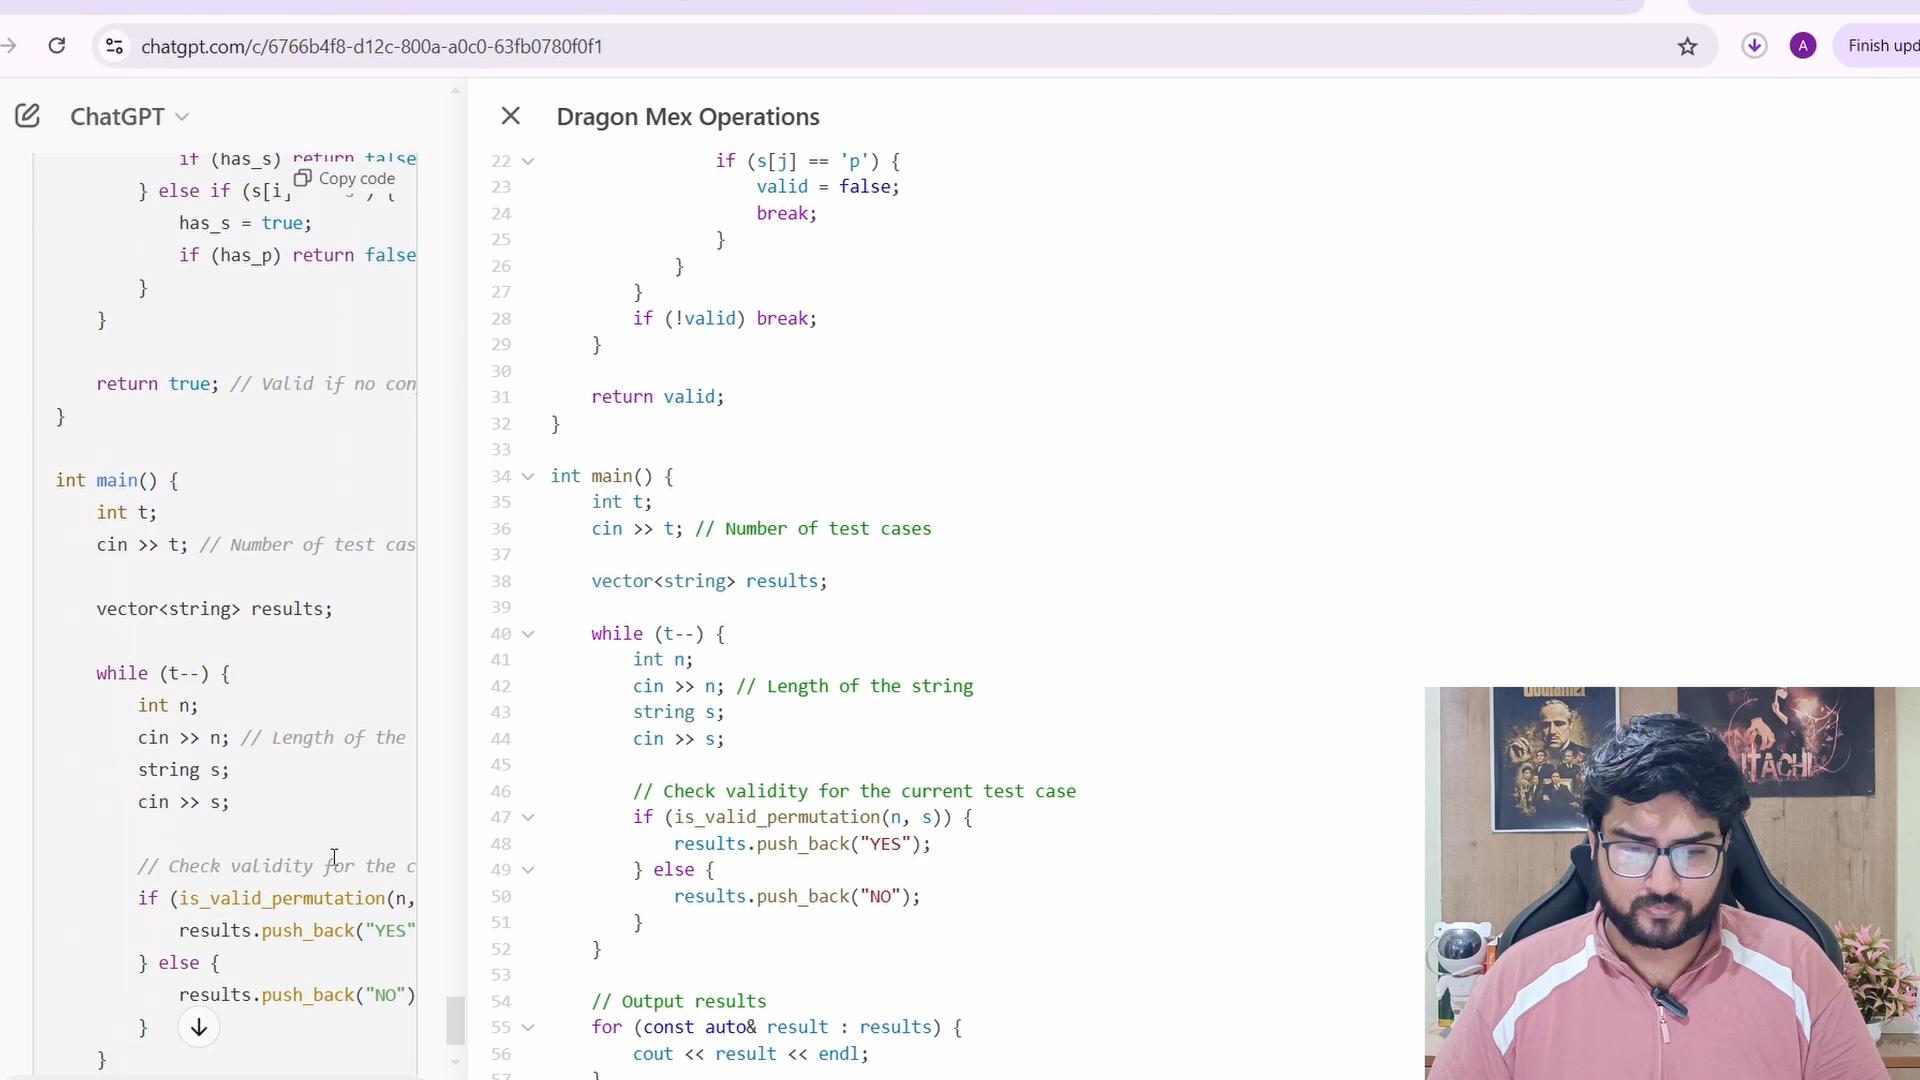 chatgpt.com/c/6766b4f8-d12c-800a-a0c0-63fb0780f0f1
A
Finish upd
ChatGPT
if (has_s) return false
Copy code
} else if (s[i]
has_s = true;
if (has_p) return false
}
}
return true; // Valid if no con
}
int main() {
int t;
cin >> t; // Number of test cas
vector<string> results;
while (t--) {
int n;
cin >> n; // Length of the
string s;
cin >> s;
// Check validity for the c
if (is_valid_permutation(n,
results.push_back("YES"
} else {
results.push_back("NO")
}
}
Dragon Mex Operations
22 if (s[j] == 'p') {
23 valid = false;
24 break;
25 }
26 }
27 }
28 if (!valid) break;
29 }
30
31 return valid;
32 }
33
34 int main() {
35 int t;
36 cin >> t; // Number of test cases
37
38 vector<string> results;
39
40 while (t--) {
41 int n;
42 cin >> n; // Length of the string
43 string s;
44 cin >> s;
45
46 // Check validity for the current test case
47 if (is_valid_permutation(n, s)) {
48 results.push_back("YES");
49 } else {
50 results.push_back("NO");
51 }
52 }
53
54 // Output results
55 for (const auto& result : results) {
56 cout << result << endl;
57 }
ITACHI